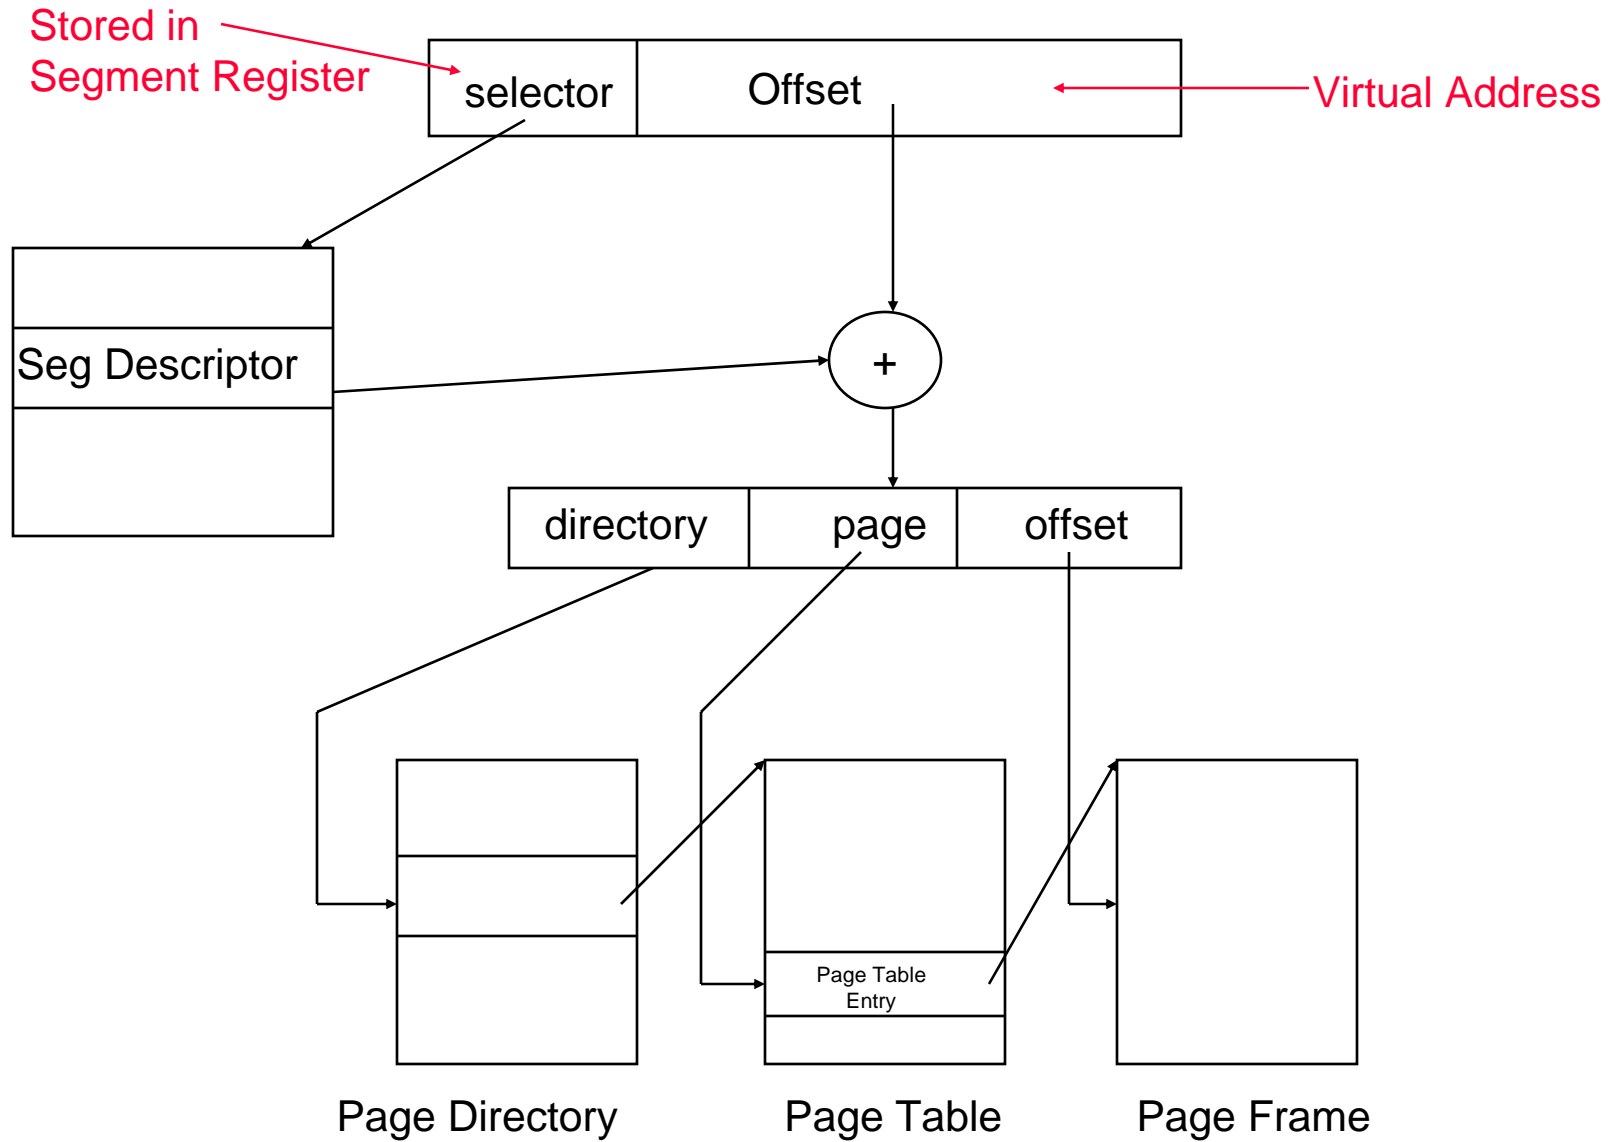 Stored in
Segment Register
selector
Offset
Virtual Address
Seg Descriptor
+
directory
page
offset
Page Table
Entry
Page Directory
Page Table
Page Frame